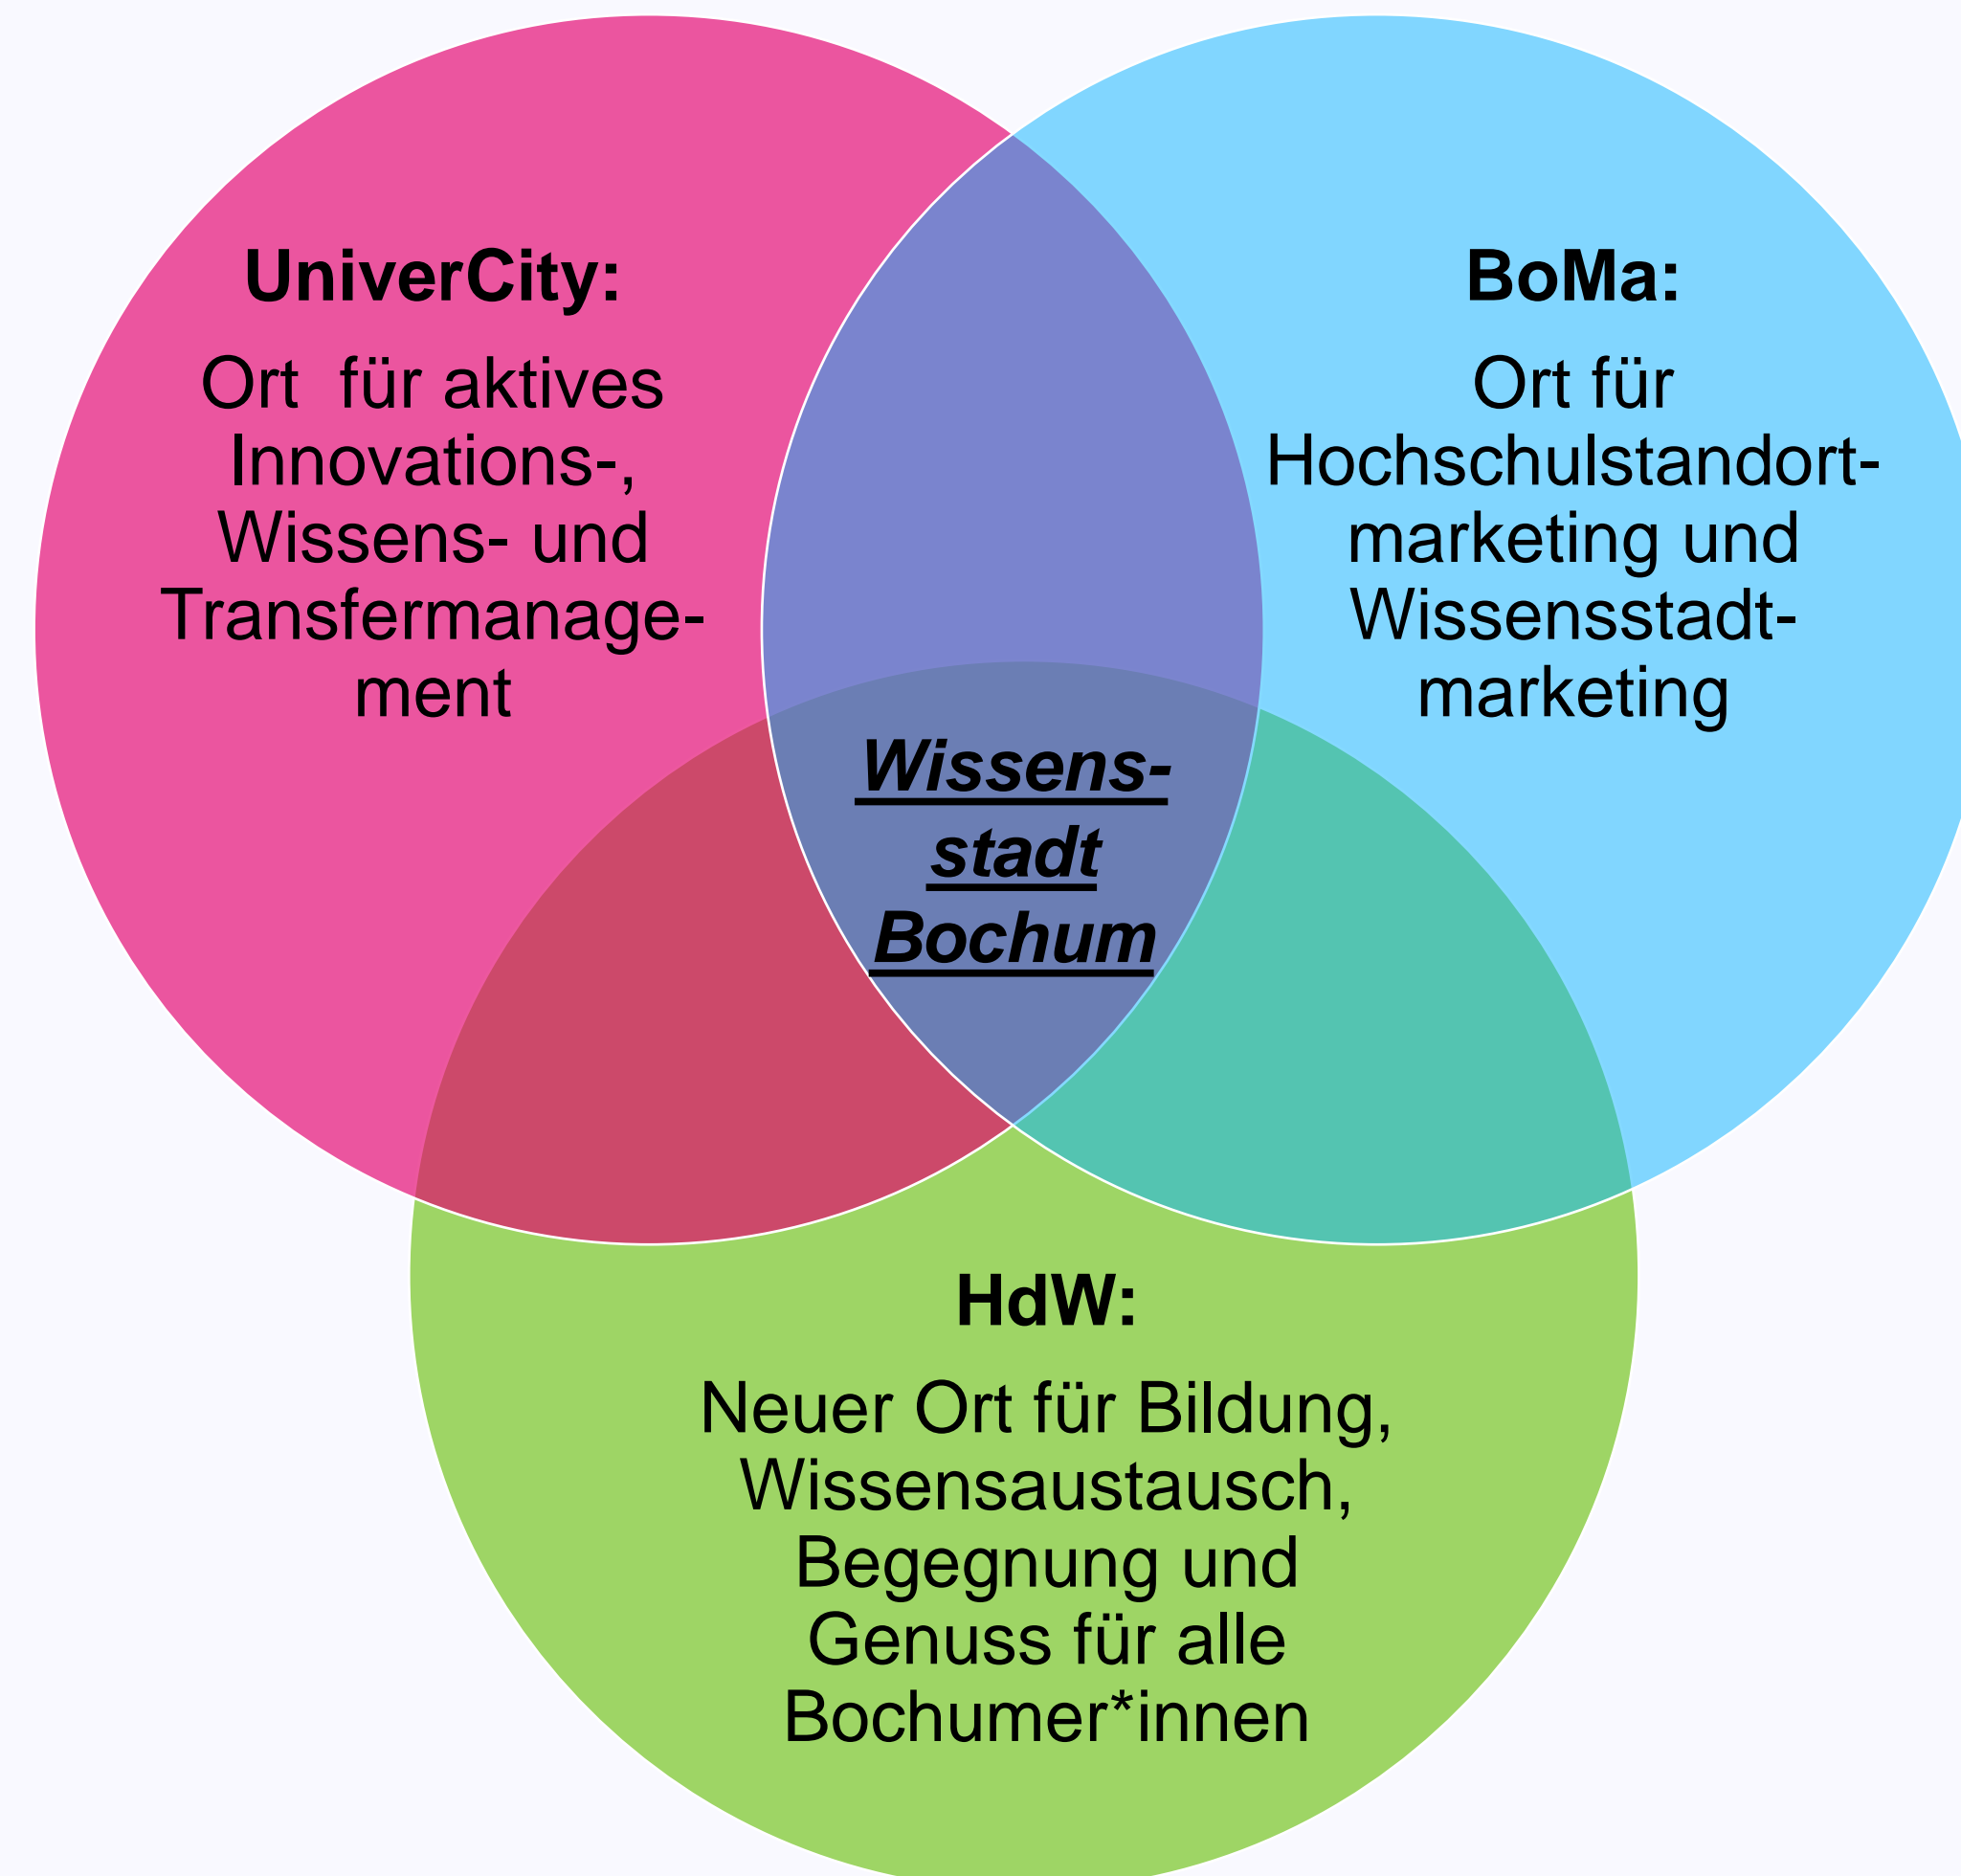 UniverCity:
Ort für aktives
Innovations-,
Wissens- und
Transfermanage-
ment
BoMa:
Ort für
Hochschulstandort-
marketing und
Wissensstadt-
marketing
Wissens-
stadt
Bochum
HdW:
Neuer Ort für Bildung,
Wissensaustausch,
Begegnung und
Genuss für alle
Bochumer*innen